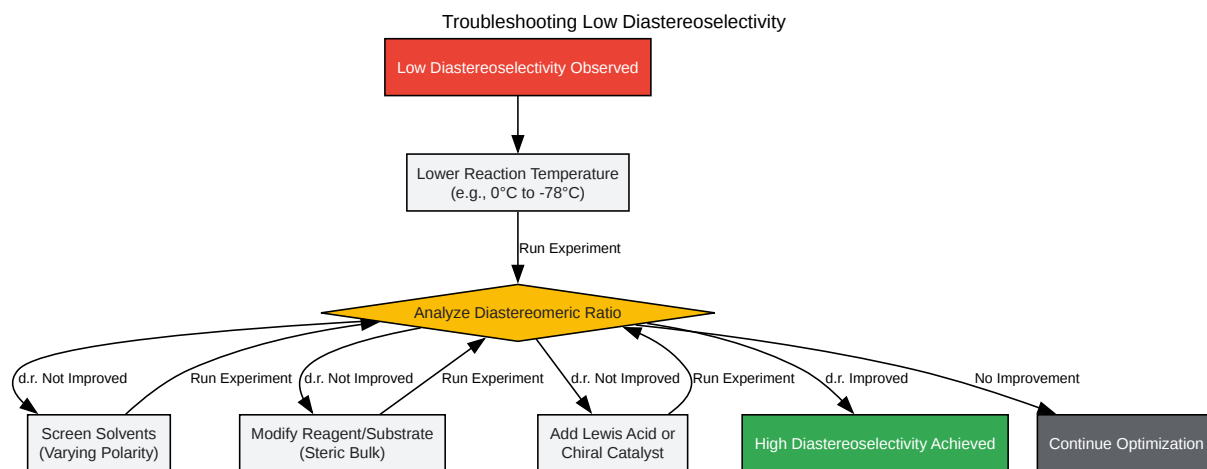 Troubleshooting Low Diastereoselectivity
Low Diastereoselectivity Observed
Lower Reaction Temperature
(e.g., 0°C to -78°C)
Run Experiment
Analyze Diastereomeric Ratio
d.r. Not Improved
Run Experiment
d.r. Not Improved
Run Experiment
d.r. Not Improved
Run Experiment
d.r. Improved
No Improvement
Screen Solvents
(Varying Polarity)
Modify Reagent/Substrate
(Steric Bulk)
Add Lewis Acid or
Chiral Catalyst
High Diastereoselectivity Achieved
Continue Optimization